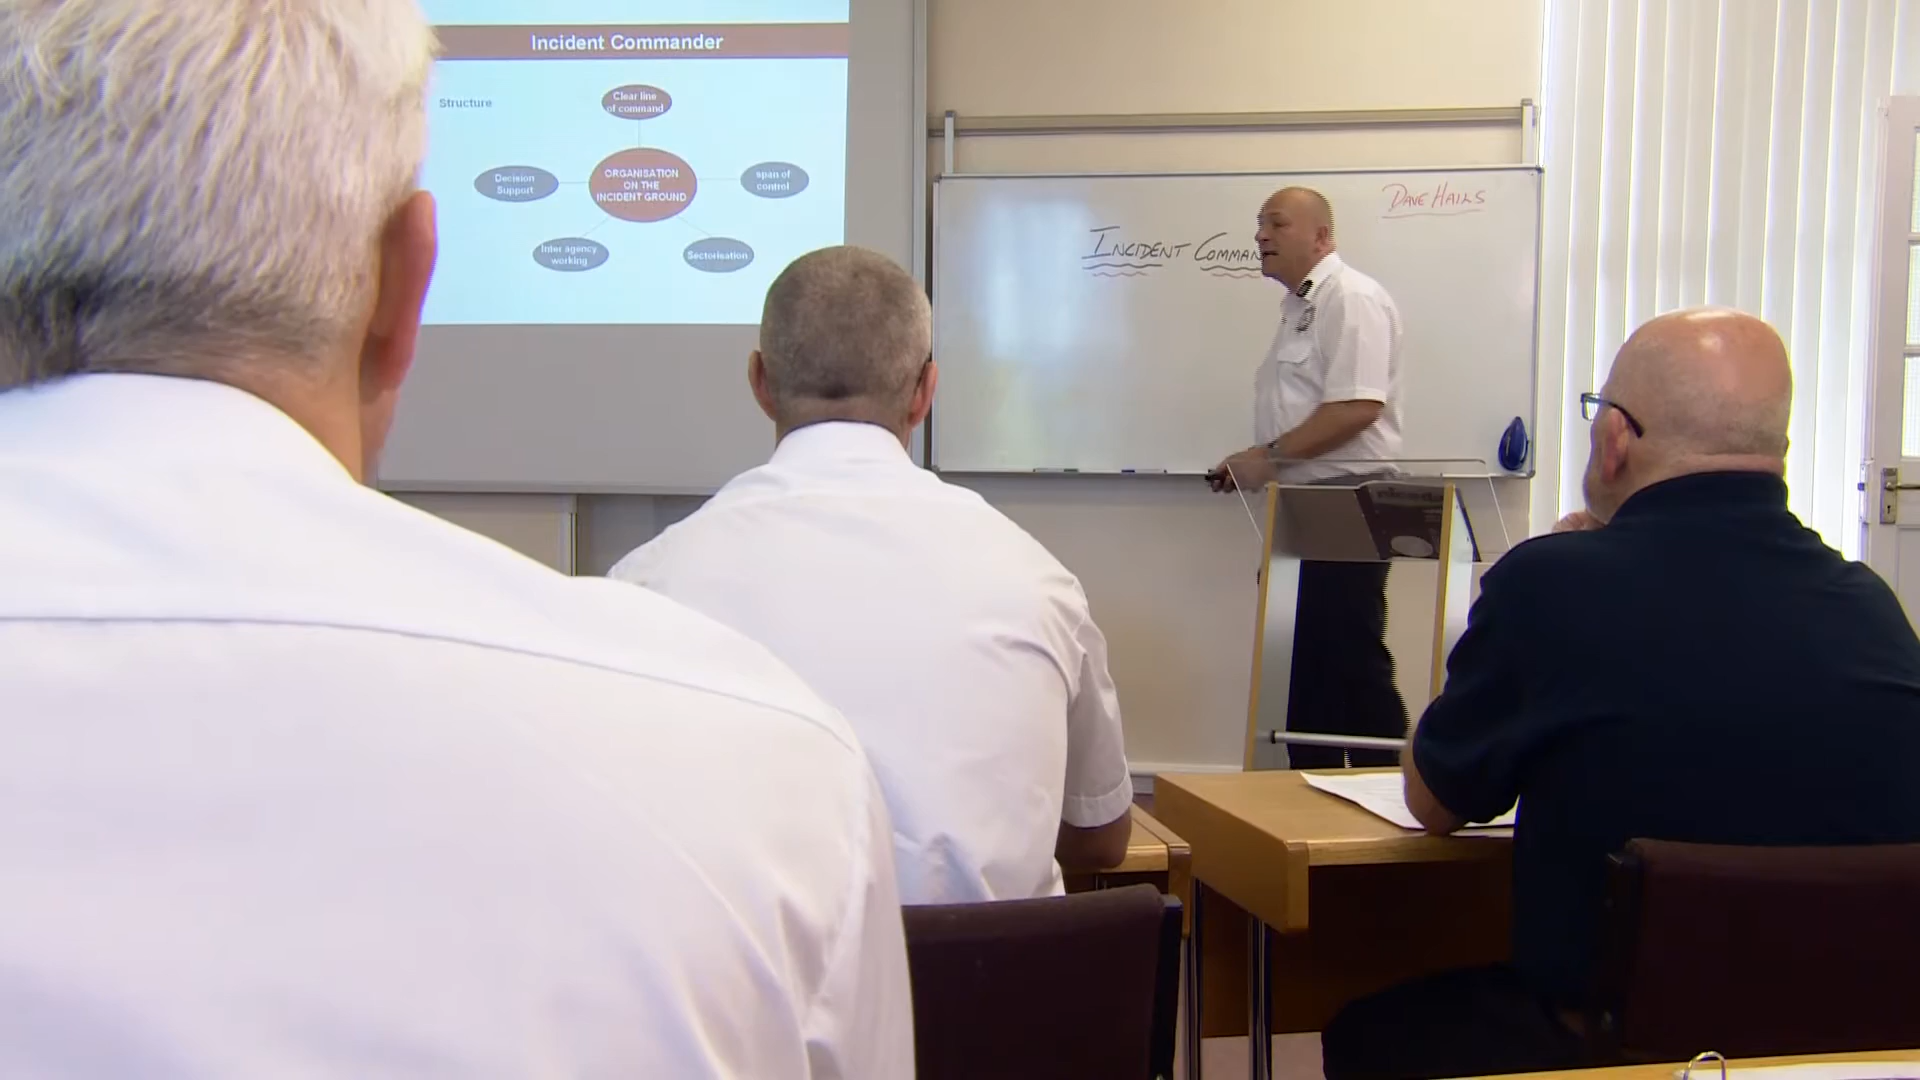 Incident Commander
Structure
Clear line
of command
Decision
Support
ORGANISATION
ON THE
INCIDENT GROUND
span of
control
Inter agency
working
Sectorisation
DAVE HAILS
INCIDENT COMMAN